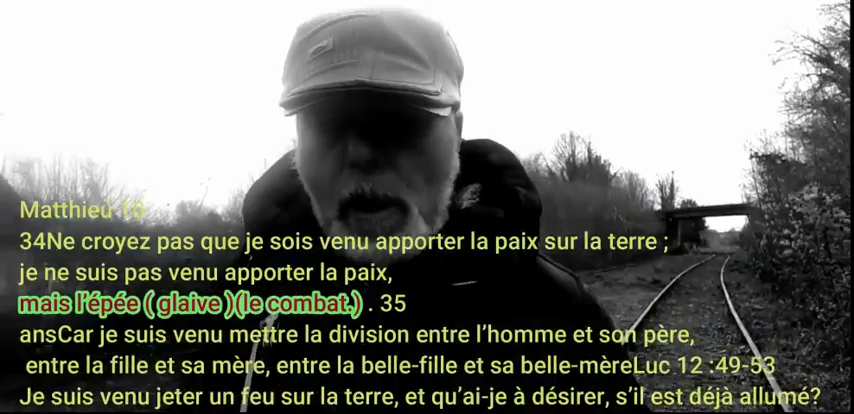 Matthieu 10
34Ne croyez pas que je sois venu apporter la paix sur la terre ;
je ne suis pas venu apporter la paix,
mais l'épée ( glaive )(le combat.) . 35
ansCar je suis venu mettre la division entre l'homme et son père,
entre la fille et sa mère, entre la belle-fille et sa belle-mèreLuc 12 :49-53
Je suis venu jeter un feu sur la terre, et qu'ai-je à désirer, s'il est déjà allumé?